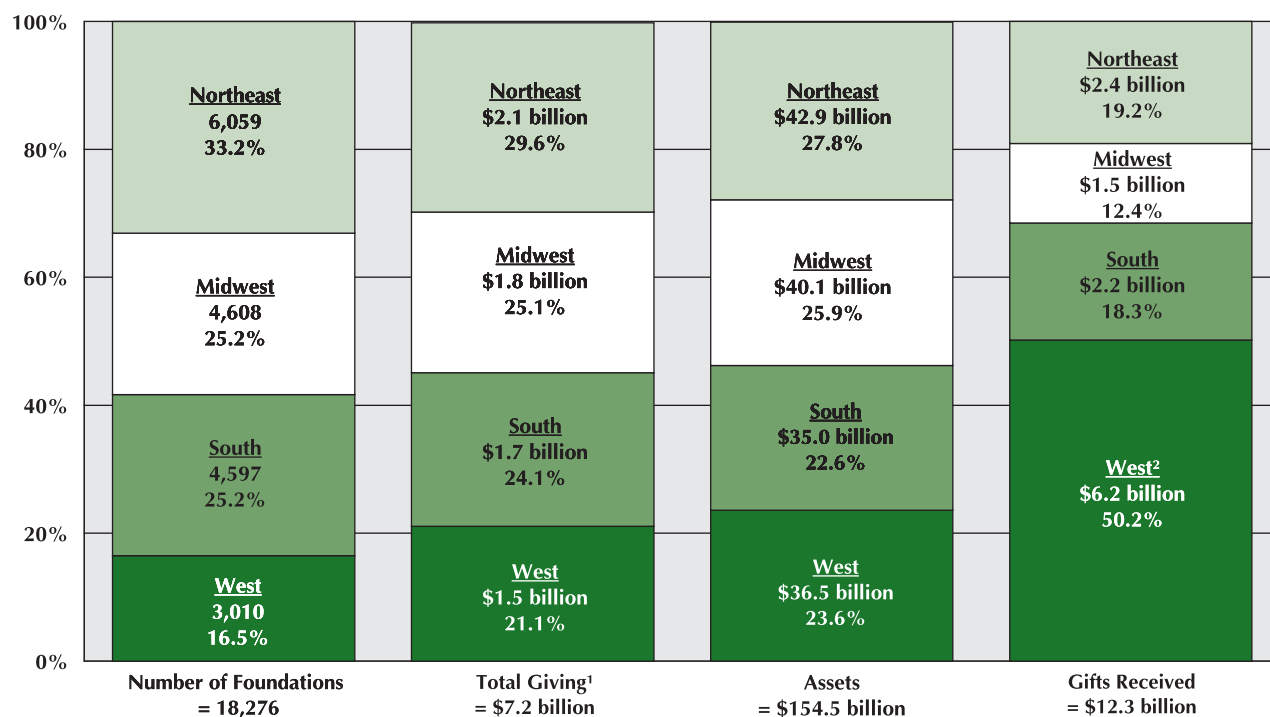 100%
80%
60%
40%
20%
0%
Northeast
6,059
33.2%
Midwest
4,608
25.2%
South
4,597
25.2%
West
3,010
16.5%
Number of Foundations
= 18,276
Northeast
$2.1 billion
29.6%
Midwest
$1.8 billion
25.1%
South
$1.7 billion
24.1%
West
$1.5 billion
21.1%
Total Giving¹
= $7.2 billion
Northeast
$42.9 billion
27.8%
Midwest
$40.1 billion
25.9%
South
$35.0 billion
22.6%
West
$36.5 billion
23.6%
Assets
= $154.5 billion
Northeast
$2.4 billion
19.2%
Midwest
$1.5 billion
12.4%
South
$2.2 billion
18.3%
West²
$6.2 billion
50.2%
Gifts Received
= $12.3 billion